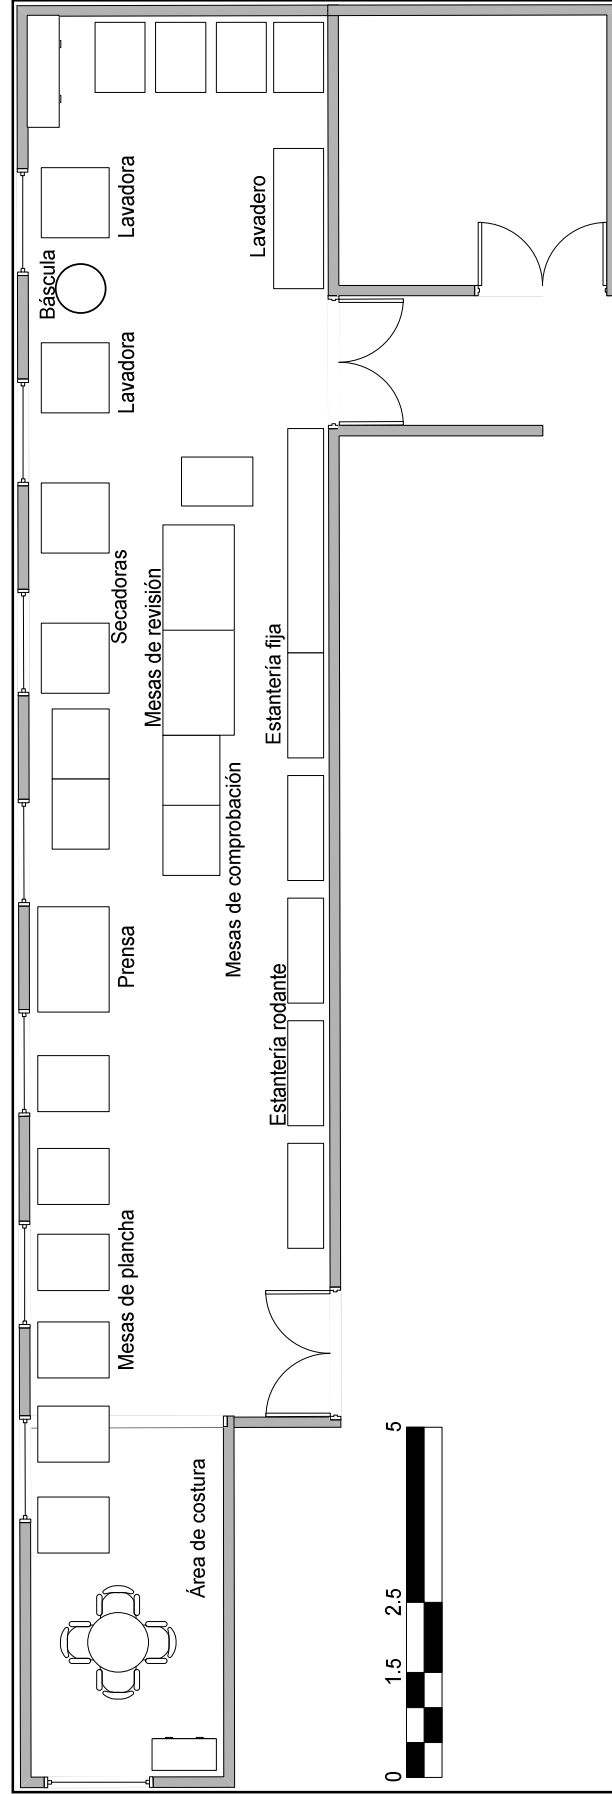 Lavadora
Lavadero
Báscula
Lavadora
Secadoras
Mesas de revisión
Estantería fija
Mesas de comprobación
Prensa
Estantería rodante
Mesas de plancha
Área de costura
0
1.5
2.5
5